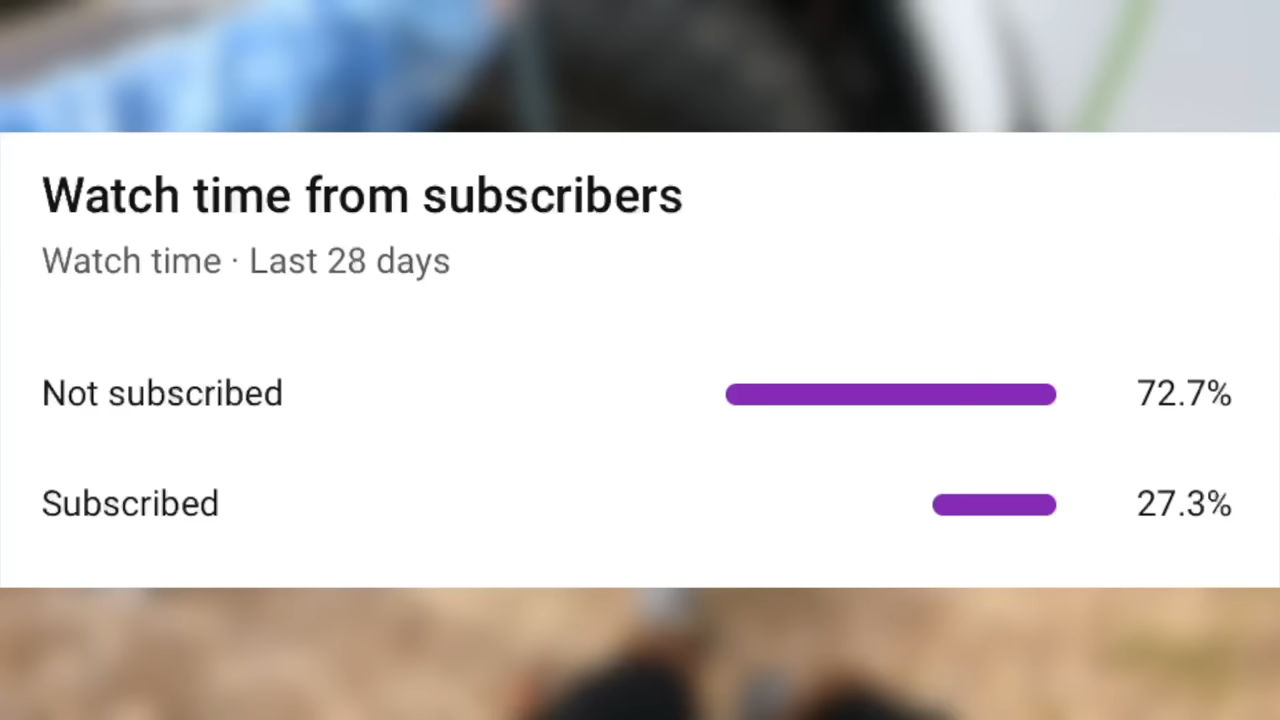 Watch time from subscribers
Watch time · Last 28 days
Not subscribed 72.7%
Subscribed 27.3%